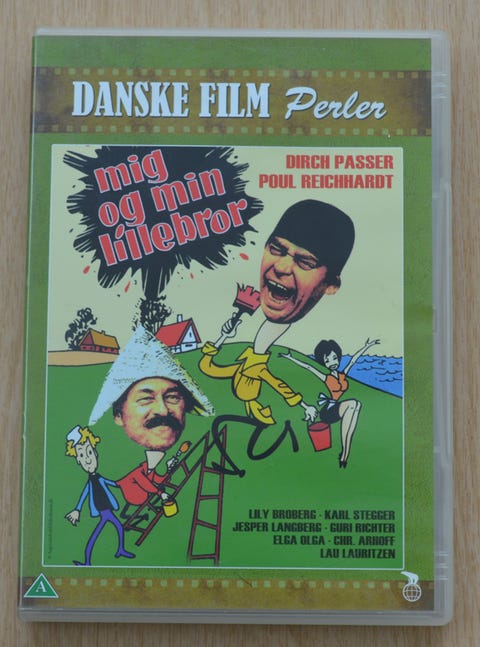 DANSKE FILM Perler
mig
og min
lillebror
DIRCH PASSER
POUL REICHHARDT
LILY BROBERG · KARL STEGGER
JESPER LANGBERG · GURI RICHTER
ELGA OLGA · CHR. ARHOFF
LAU LAURITZEN
A